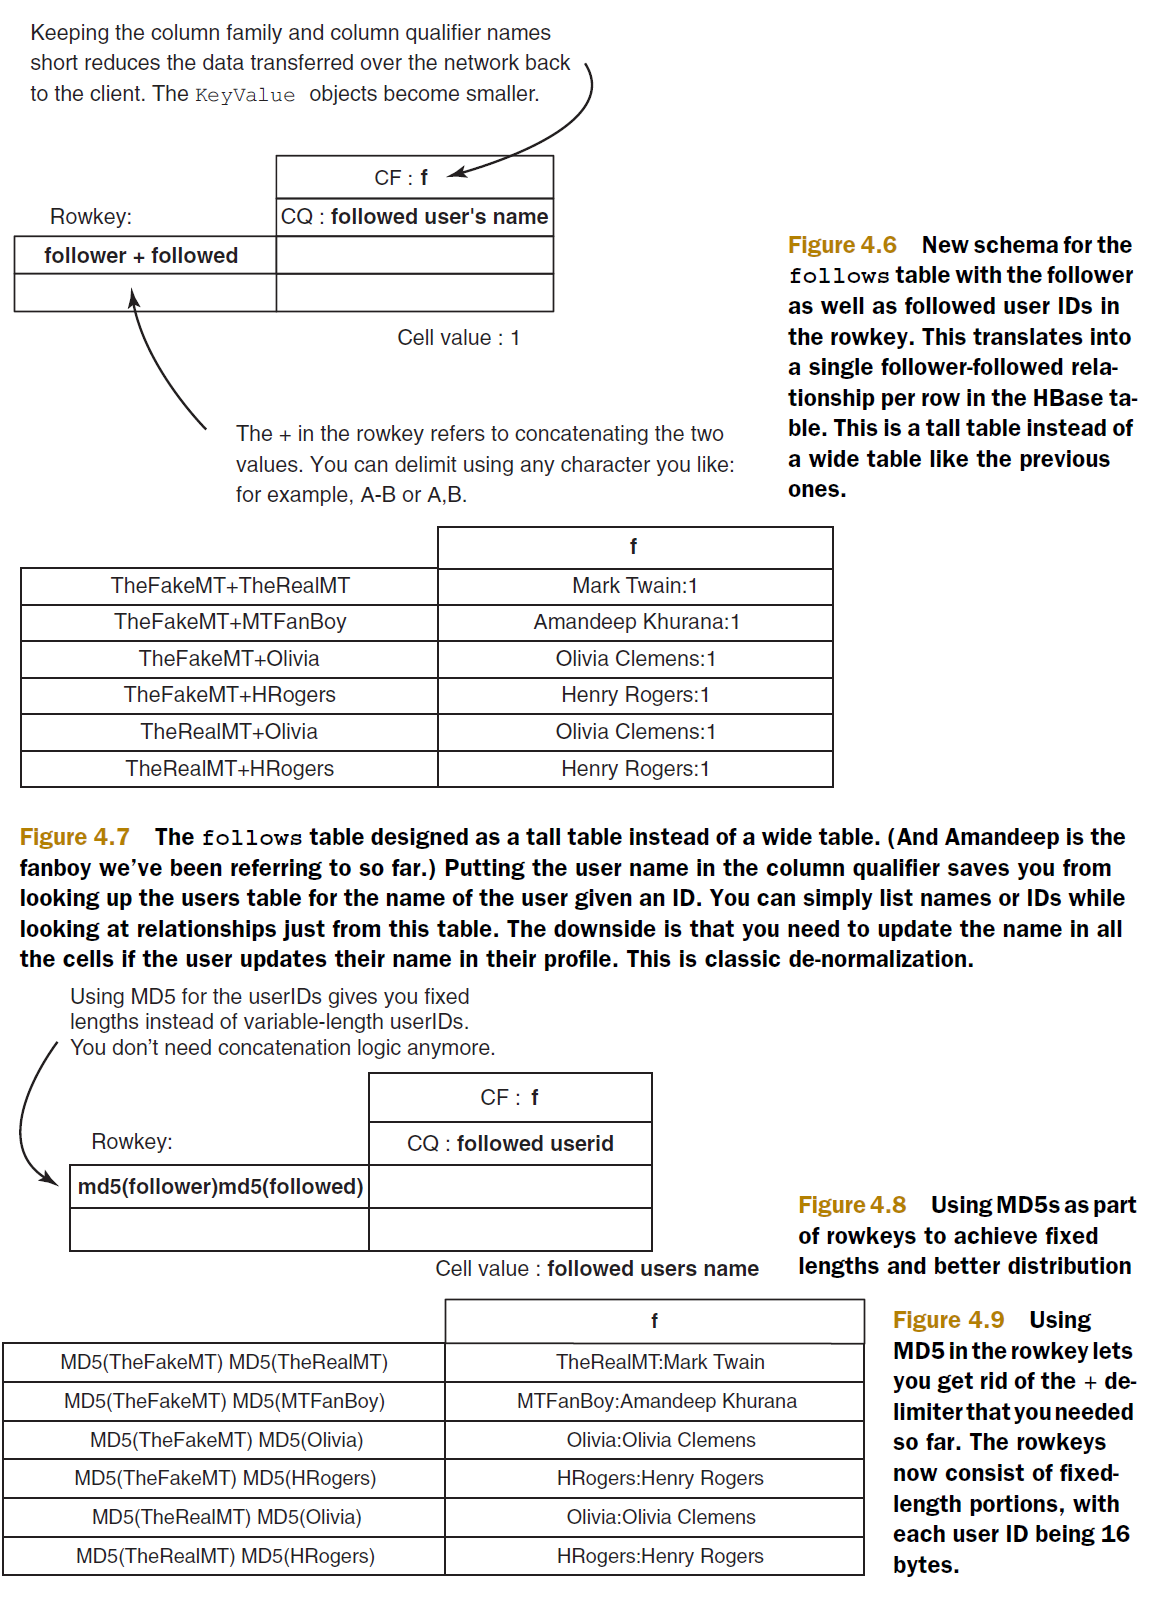 Keeping the column family and column qualifier names
short reduces the data transferred over the network back
to the client. The KeyValue objects become smaller.
CF : f
Rowkey:
CQ : followed user's name
follower + followed
Cell value : 1
The + in the rowkey refers to concatenating the two
values. You can delimit using any character you like:
for example, A-B or A,B.
Figure 4.6 New schema for the
follows table with the follower
as well as followed user IDs in
the rowkey. This translates into
a single follower-followed rela-
tionship per row in the HBase ta-
ble. This is a tall table instead of
a wide table like the previous
ones.
f
TheFakeMT+TheRealMT Mark Twain:1
TheFakeMT+MTFanBoy Amandeep Khurana:1
TheFakeMT+Olivia Olivia Clemens:1
TheFakeMT+HRogers Henry Rogers:1
TheRealMT+Olivia Olivia Clemens:1
TheRealMT+HRogers Henry Rogers:1
Figure 4.7 The follows table designed as a tall table instead of a wide table. (And Amandeep is the
fanboy we’ve been referring to so far.) Putting the user name in the column qualifier saves you from
looking up the users table for the name of the user given an ID. You can simply list names or IDs while
looking at relationships just from this table. The downside is that you need to update the name in all
the cells if the user updates their name in their profile. This is classic de-normalization.
Using MD5 for the userIDs gives you fixed
lengths instead of variable-length userIDs.
You don’t need concatenation logic anymore.
CF : f
Rowkey:
CQ : followed userid
md5(follower)md5(followed)
Cell value : followed users name
Figure 4.8 Using MD5s as part
of rowkeys to achieve fixed
lengths and better distribution
f
MD5(TheFakeMT) MD5(TheRealMT) TheRealMT:Mark Twain
MD5(TheFakeMT) MD5(MTFanBoy) MTFanBoy:Amandeep Khurana
MD5(TheFakeMT) MD5(Olivia) Olivia:Olivia Clemens
MD5(TheFakeMT) MD5(HRogers) HRogers:Henry Rogers
MD5(TheRealMT) MD5(Olivia) Olivia:Olivia Clemens
MD5(TheRealMT) MD5(HRogers) HRogers:Henry Rogers
Figure 4.9 Using
MD5 in the rowkey lets
you get rid of the + de-
limiter that you needed
so far. The rowkeys
now consist of fixed-
length portions, with
each user ID being 16
bytes.